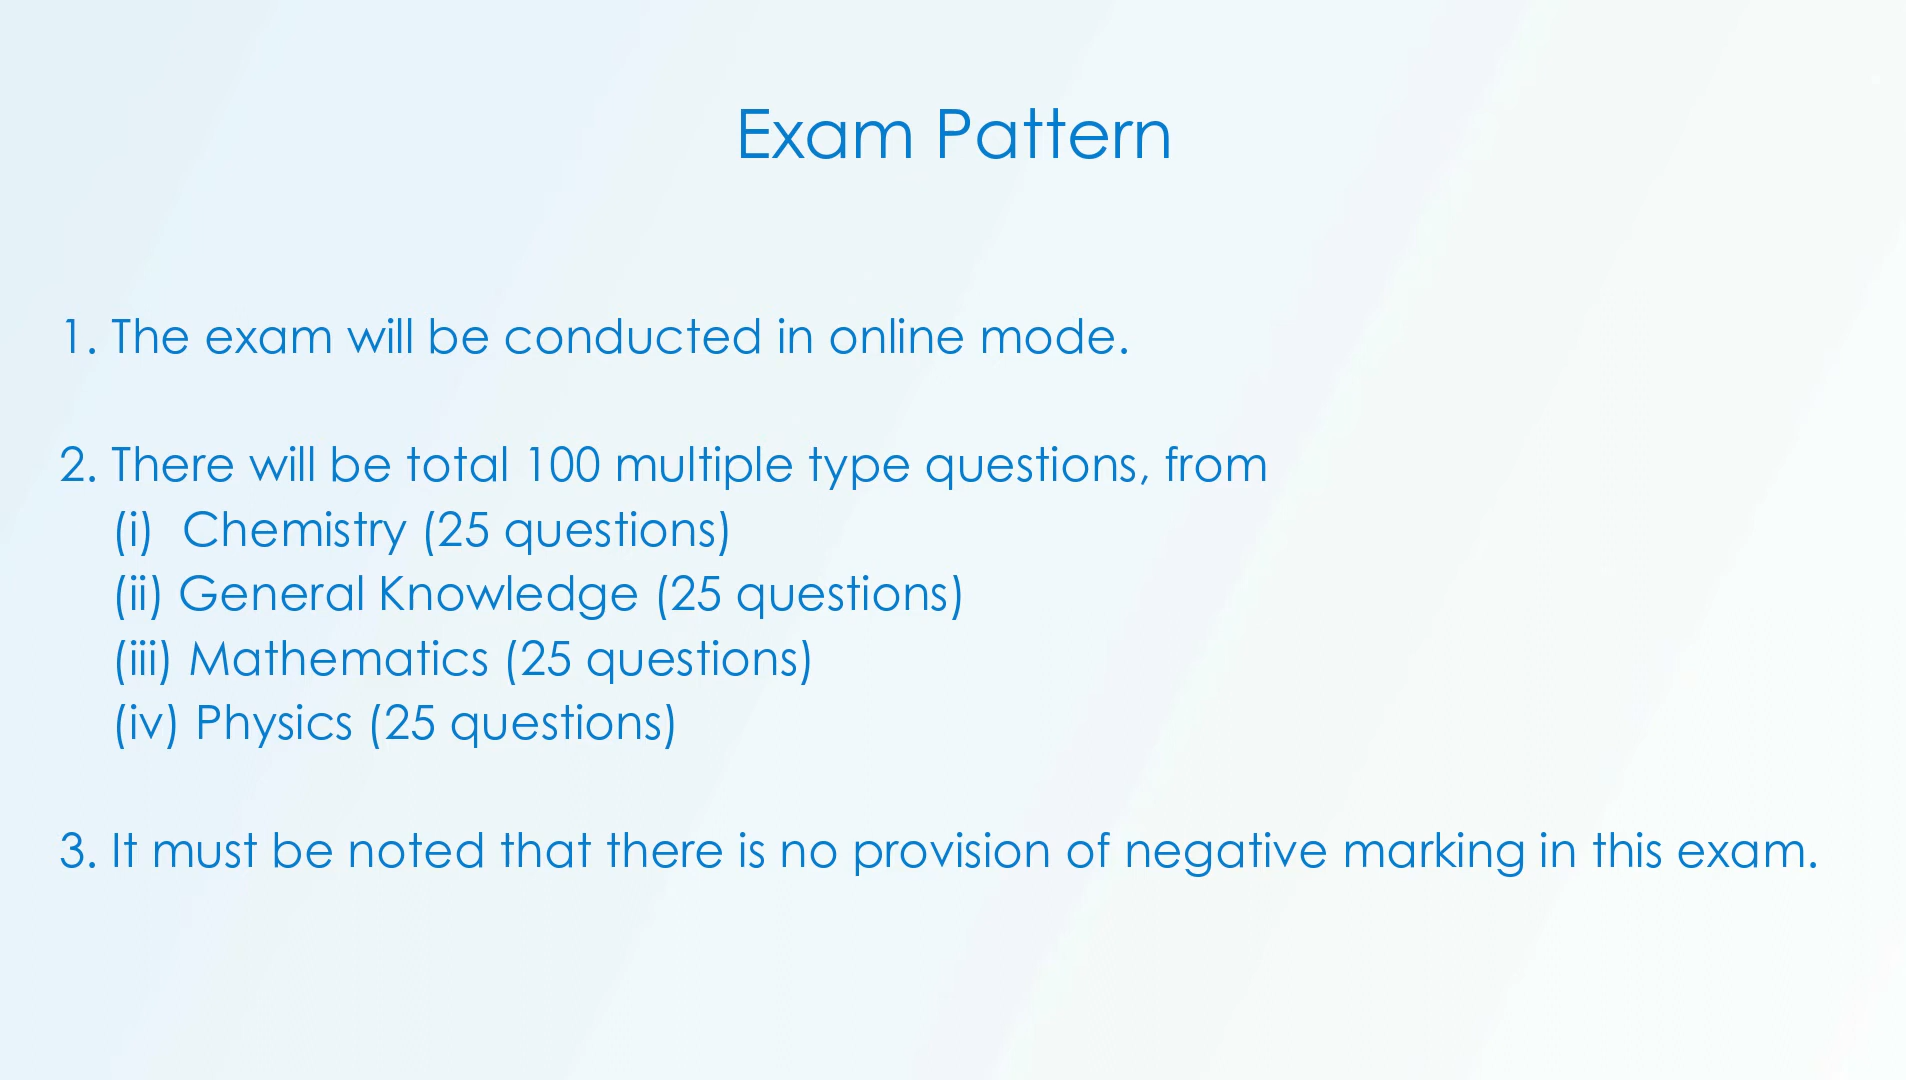 Exam Pattern
1. The exam will be conducted in online mode.
2. There will be total 100 multiple type questions, from
(i) Chemistry (25 questions)
(ii) General Knowledge (25 questions)
(iii) Mathematics (25 questions)
(iv) Physics (25 questions)
3. It must be noted that there is no provision of negative marking in this exam.